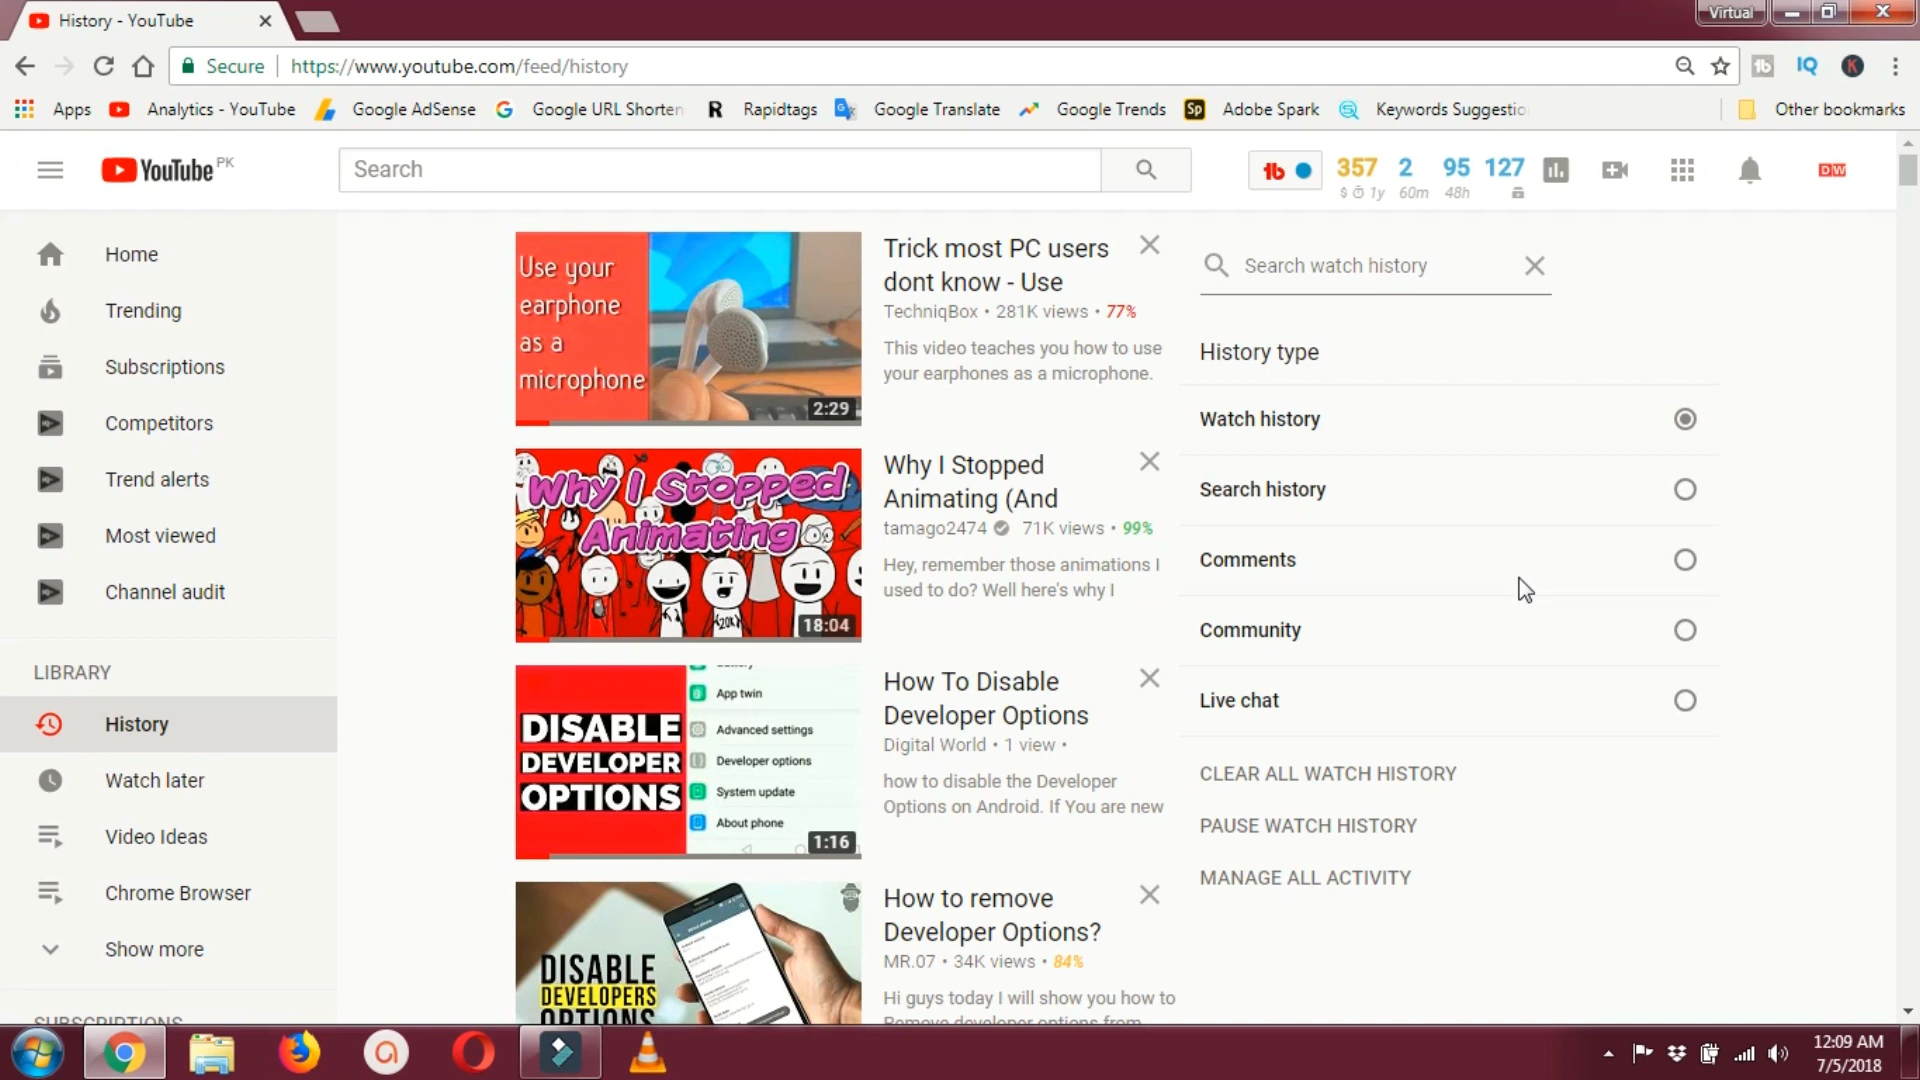 History - YouTube
Virtual
Secure
https://www.youtube.com/feed/history
IQ
K
Apps
Analytics - YouTube
Google AdSense
Google URL Shorten
R
Rapidtags
Google Translate
Sp
Adobe Spark
Google Trends
Keywords Suggestio
Other bookmarks
YouTube PK
Search
357
2
95
127
$ 1y
60m
48h
DW
Home
Trending
Subscriptions
Competitors
Trend alerts
Most viewed
Channel audit
LIBRARY
History
Watch later
Video Ideas
Chrome Browser
Show more
SUBSCRIPTIONS
Use your
earphone
as a
microphone
2:29
Trick most PC users
dont know - Use
TechniqBox • 281K views • 77%
This video teaches you how to use
your earphones as a microphone.
Why I Stopped
Animating
18:04
Why I Stopped
Animating (And
tamago2474 71K views • 99%
Hey, remember those animations I
used to do? Well here's why I
DISABLE
DEVELOPER
OPTIONS
App twin
Advanced settings
Developer options
System update
About phone
1:16
How To Disable
Developer Options
Digital World • 1 view •
how to disable the Developer
Options on Android. If You are new
DISABLE
DEVELOPERS
OPTIONS
How to remove
Developer Options?
MR.07 • 34K views • 84%
Hi guys today I will show you how to
Remove developer options from
Search watch history
History type
Watch history
Search history
Comments
Community
Live chat
CLEAR ALL WATCH HISTORY
PAUSE WATCH HISTORY
MANAGE ALL ACTIVITY
12:09 AM
7/5/2018